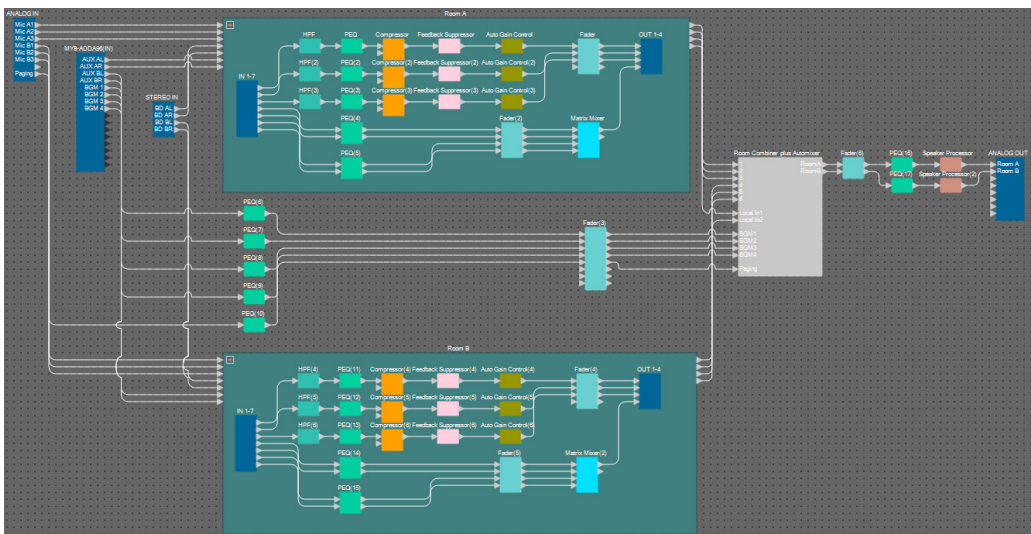 ANALOG IN
Mic A1
Mic A2
Mic A3
Mic B1
Mic B2
Mic B3
Paging
MY8-ADDA96(IN)
AUX AL
AUX AR
AUX BL
AUX BR
BGM 1
BGM 2
BGM 3
BGM 4
STEREO IN
BD AL
BD AR
BD BL
BD BR
Room A
IN 1-7
HPF
PEQ
Compressor
Feedback Suppressor
Auto Gain Control
Fader
OUT 1-4
HPF(2)
PEQ(2)
Compressor(2)
Feedback Suppressor(2)
Auto Gain Control(2)
HPF(3)
PEQ(3)
Compressor(3)
Feedback Suppressor(3)
Auto Gain Control(3)
PEQ(4)
Fader(2)
Matrix Mixer
PEQ(5)
PEQ(6)
PEQ(7)
PEQ(8)
PEQ(9)
PEQ(10)
Fader(3)
Room B
IN 1-7
HPF(4)
PEQ(11)
Compressor(4)
Feedback Suppressor(4)
Auto Gain Control(4)
Fader(4)
OUT 1-4
HPF(5)
PEQ(12)
Compressor(5)
Feedback Suppressor(5)
Auto Gain Control(5)
HPF(6)
PEQ(13)
Compressor(6)
Feedback Suppressor(6)
Auto Gain Control(6)
PEQ(14)
Fader(5)
Matrix Mixer(2)
PEQ(15)
Room Combiner plus Automixer
1
2
3
4
5
6
Local In1
Local In2
BGM1
BGM2
BGM3
BGM4
Paging
RoomA
RoomB
Fader(6)
PEQ(16)
Speaker Processor
PEQ(17)
Speaker Processor(2)
ANALOG OUT
Room A
Room B